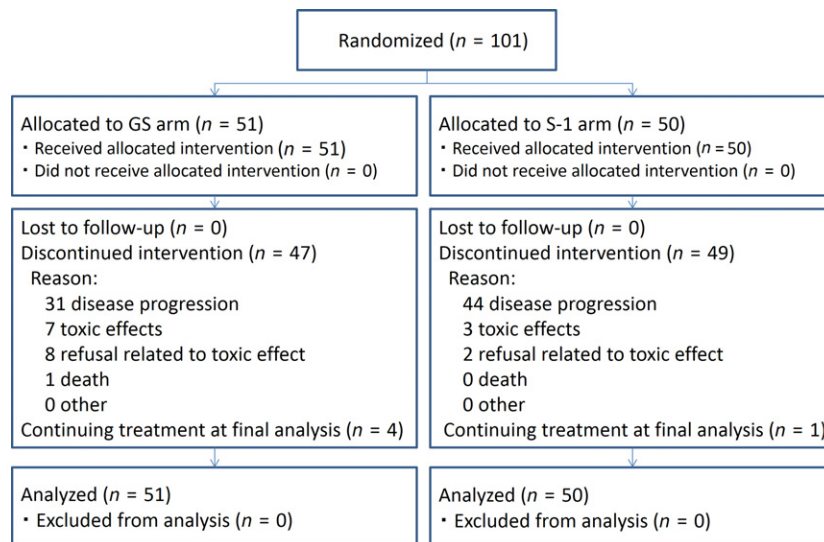 Randomized (n = 101)
Allocated to GS arm (n = 51)
・Received allocated intervention (n = 51)
・Did not receive allocated intervention (n = 0)
Allocated to S-1 arm (n = 50)
・Received allocated intervention (n = 50)
・Did not receive allocated intervention (n = 0)
Lost to follow-up (n = 0)
Discontinued intervention (n = 47)
Reason:
31 disease progression
7 toxic effects
8 refusal related to toxic effect
1 death
0 other
Continuing treatment at final analysis (n = 4)
Lost to follow-up (n = 0)
Discontinued intervention (n = 49)
Reason:
44 disease progression
3 toxic effects
2 refusal related to toxic effect
0 death
0 other
Continuing treatment at final analysis (n = 1)
Analyzed (n = 51)
・Excluded from analysis (n = 0)
Analyzed (n = 50)
・Excluded from analysis (n = 0)